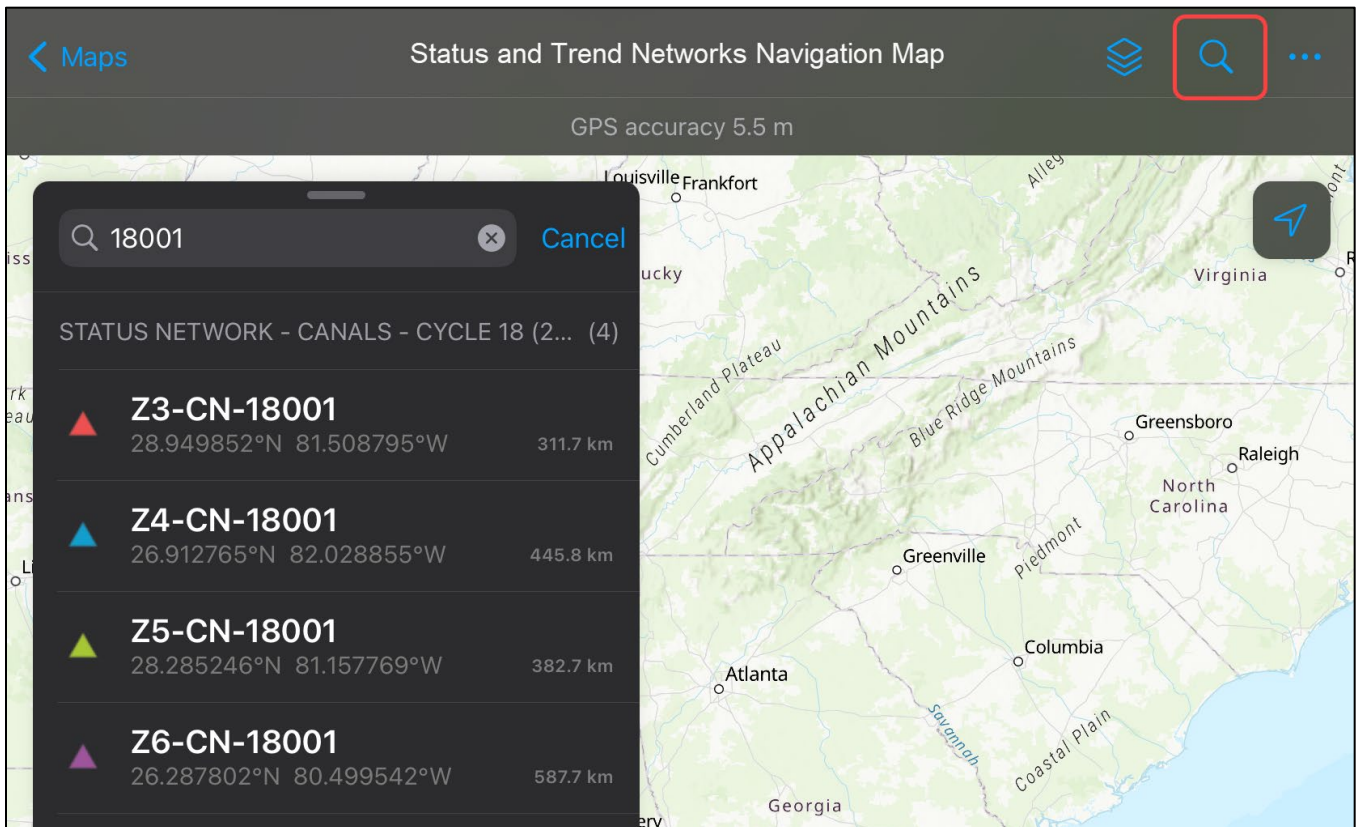 Maps
Status and Trend Networks Navigation Map
GPS accuracy 5.5 m
18001
Cancel
STATUS NETWORK - CANALS - CYCLE 18 (2... (4)
Z3-CN-18001
28.949852°N 81.508795°W 311.7 km
Z4-CN-18001
26.912765°N 82.028855°W 445.8 km
Z5-CN-18001
28.285246°N 81.157769°W 382.7 km
Z6-CN-18001
26.287802°N 80.499542°W 587.7 km
Louisville
Frankfort
Virginia
Appalachian Mountains
Cumberland Plateau
Blue Ridge Mountains
Greensboro
Raleigh
North
Carolina
Greenville
Piedmont
Columbia
Atlanta
Savannah
Coastal Plain
Georgia